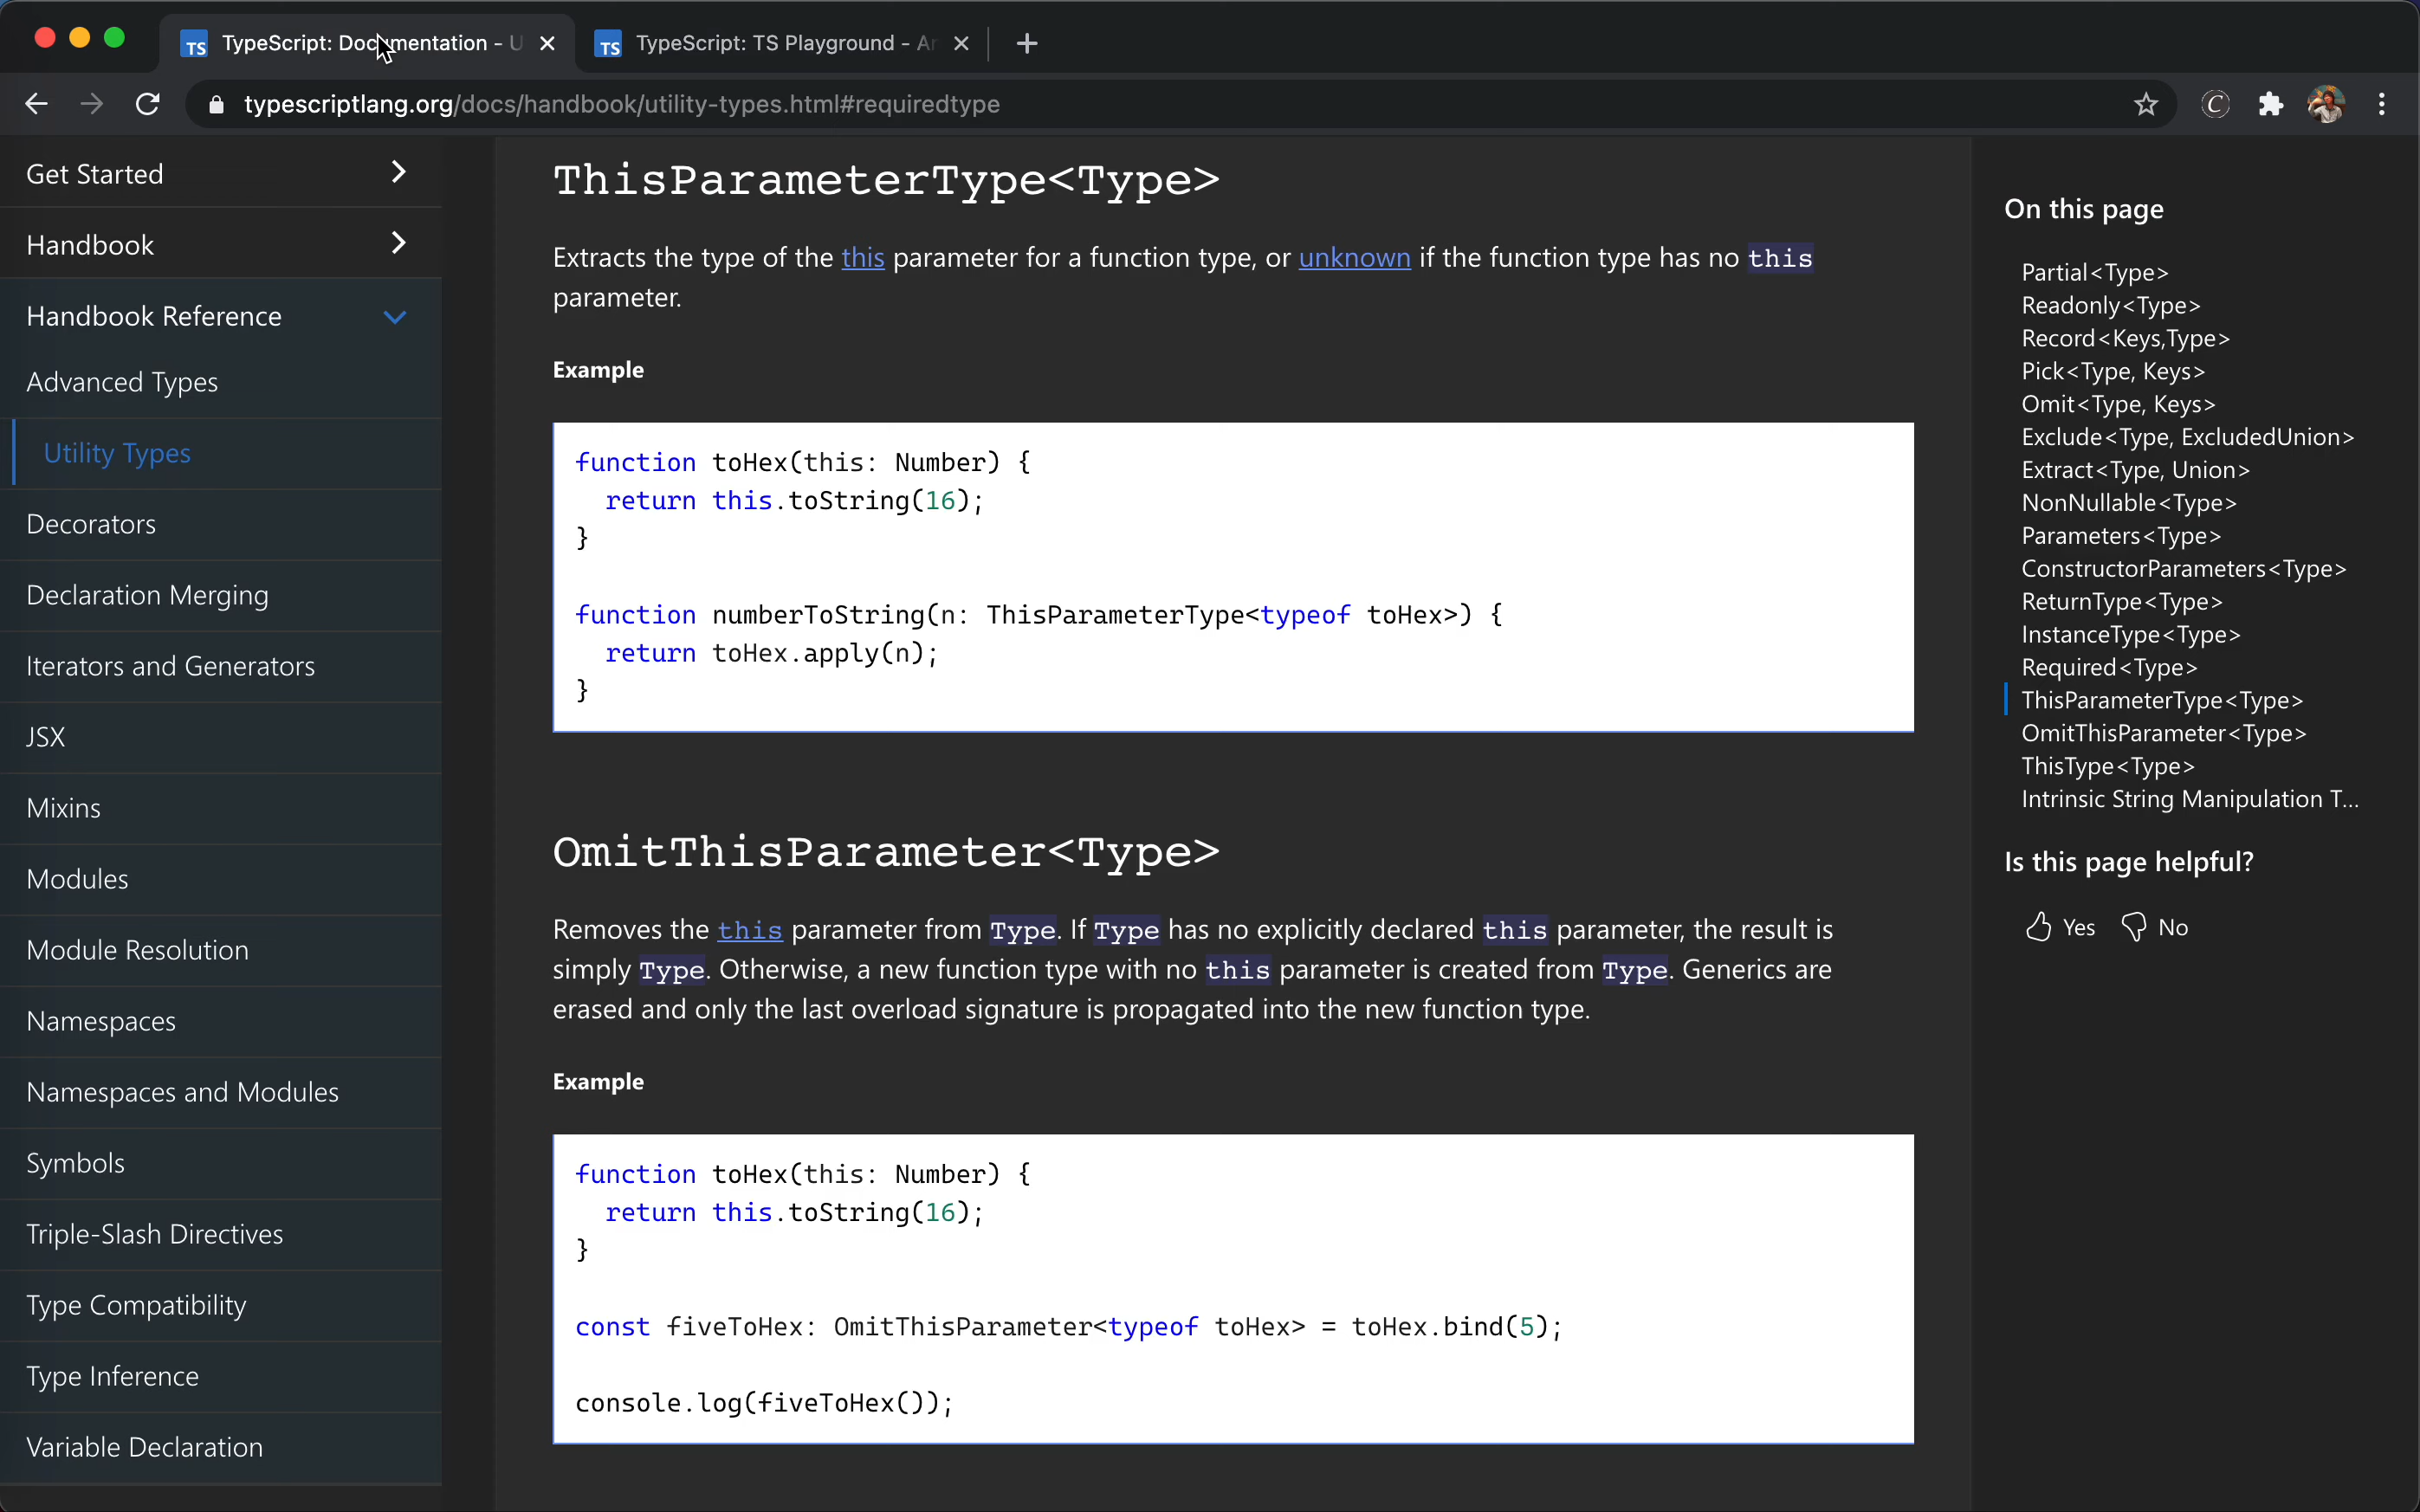 TS TypeScript: Documentation - U
TS TypeScript: TS Playground - An
typescriptlang.org/docs/handbook/utility-types.html#requiredtype
C
Get Started
Handbook
Handbook Reference
Advanced Types
Utility Types
Decorators
Declaration Merging
Iterators and Generators
JSX
Mixins
Modules
Module Resolution
Namespaces
Namespaces and Modules
Symbols
Triple-Slash Directives
Type Compatibility
Type Inference
Variable Declaration
ThisParameterType<Type>
Extracts the type of the this parameter for a function type, or unknown if the function type has no this
parameter.
Example
function toHex(this: Number) {
return this.toString(16);
}
function numberToString(n: ThisParameterType<typeof toHex>) {
return toHex.apply(n);
}
OmitThisParameter<Type>
Removes the this parameter from Type. If Type has no explicitly declared this parameter, the result is
simply Type. Otherwise, a new function type with no this parameter is created from Type. Generics are
erased and only the last overload signature is propagated into the new function type.
Example
function toHex(this: Number) {
return this.toString(16);
}
const fiveToHex: OmitThisParameter<typeof toHex> = toHex.bind(5);
console.log(fiveToHex());
On this page
Partial<Type>
Readonly<Type>
Record<Keys,Type>
Pick<Type, Keys>
Omit<Type, Keys>
Exclude<Type, ExcludedUnion>
Extract<Type, Union>
NonNullable<Type>
Parameters<Type>
ConstructorParameters<Type>
ReturnType<Type>
InstanceType<Type>
Required<Type>
ThisParameterType<Type>
OmitThisParameter<Type>
ThisType<Type>
Intrinsic String Manipulation T...
Is this page helpful?
Yes No